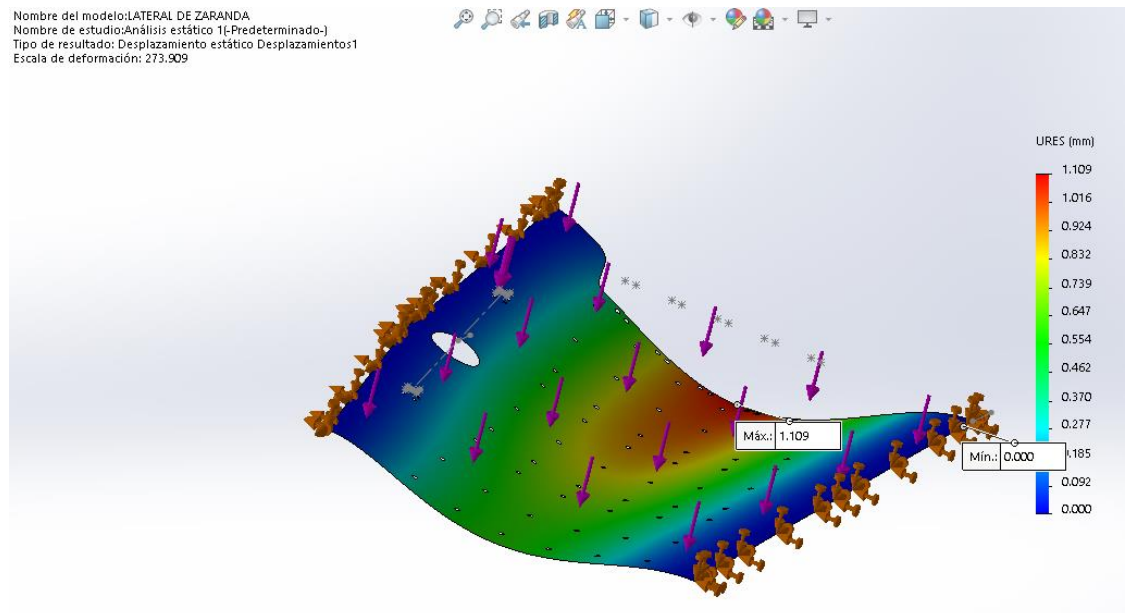 Nombre del modelo:LATERAL DE ZARANDA
Nombre de estudio:Análisis estático 1(-Predeterminado-)
Tipo de resultado: Desplazamiento estático Desplazamientos1
Escala de deformación: 273.909
URES (mm)
1.109
1.016
0.924
0.832
0.739
0.647
0.554
0.462
0.370
0.277
.185
0.092
0.000
Máx.: 1.109
Mín.: 0.000